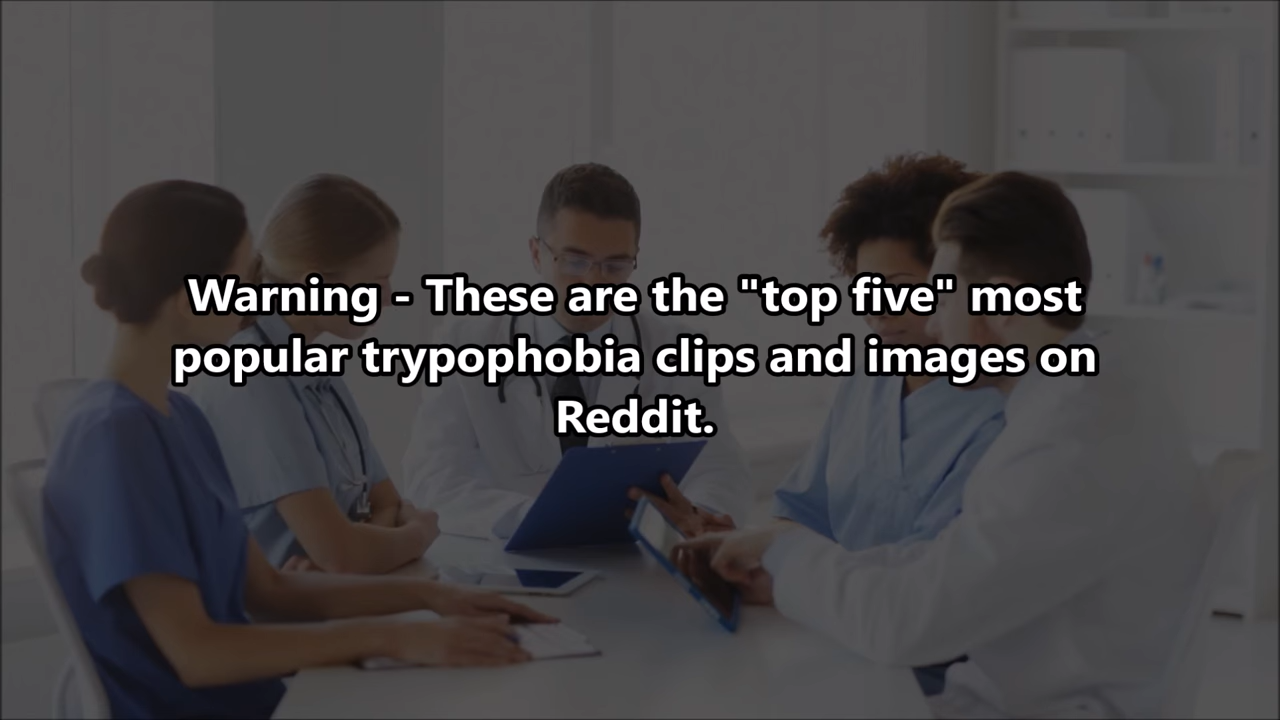 Warning - These are the "top five" most
popular trypophobia clips and images on
Reddit.